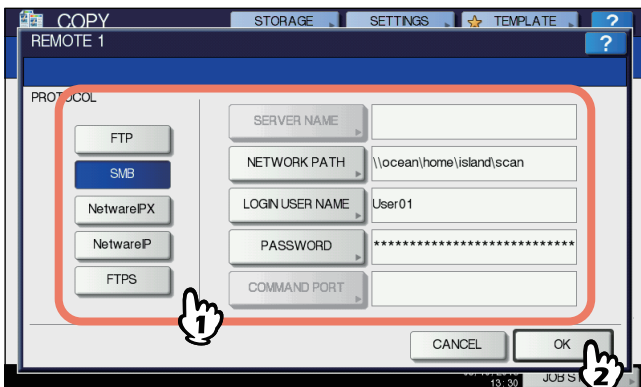 COPY STORAGE SETTINGS TEMPLATE ?
REMOTE 1 ?
PROTOCOL
FTP
SMB
NetwareIPX
NetwareIP
FTPS
SERVER NAME
NETWORK PATH \\ocean\home\island\scan
LOGIN USER NAME User01
PASSWORD ****************************
COMMAND PORT
1
CANCEL OK
2
13:30 JOB ST